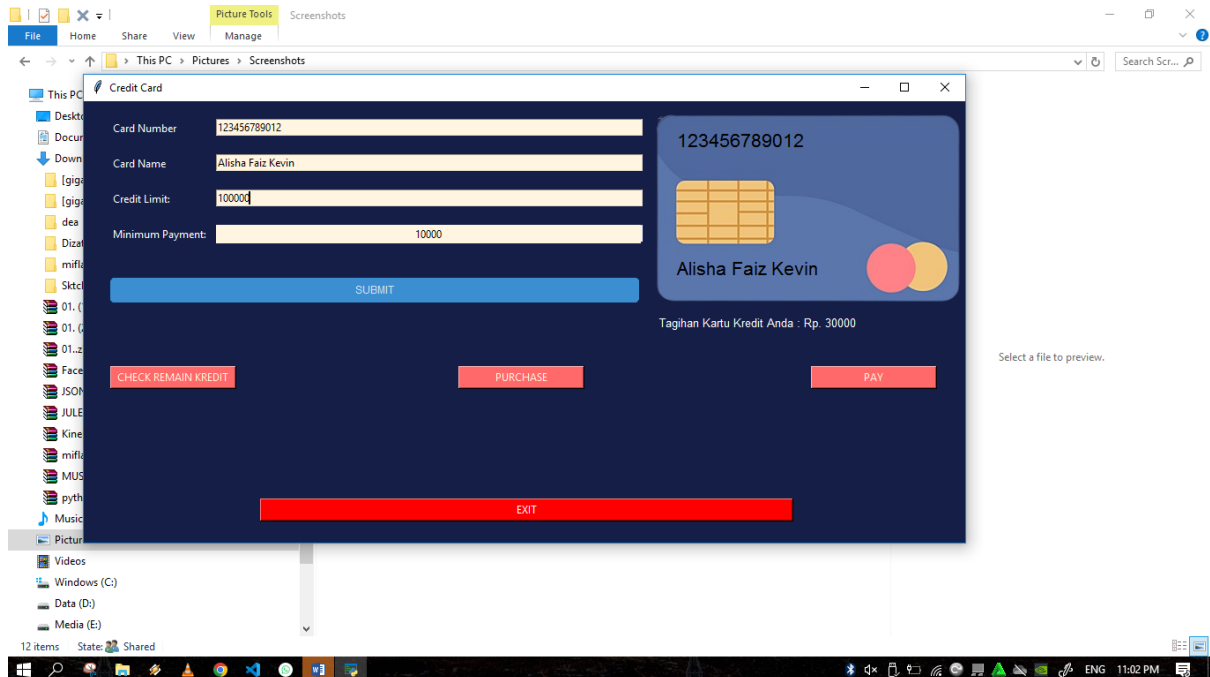 Picture Tools Screenshots
File Home Share View Manage
This PC Pictures Screenshots Search Scr...
Credit Card
This PC
Card Number 123456789012
Card Name Alisha Faiz Kevin
Credit Limit: 100000
Minimum Payment: 10000
SUBMIT
123456789012
Alisha Faiz Kevin
Tagihan Kartu Kredit Anda : Rp. 30000
CHECK REMAIN KREDIT PURCHASE PAY
EXIT
Deskto
Docur
Down
[giga
[giga
dea
Dizat
mifla
Sktcl
01. (
01. (
01..z
Face
JSON
JULE
Kine
mifla
MUS
pyth
Music
Pictur
Videos
Windows (C:)
Data (D:)
Media (E:)
Select a file to preview.
12 items State: Shared
ENG 11:02 PM